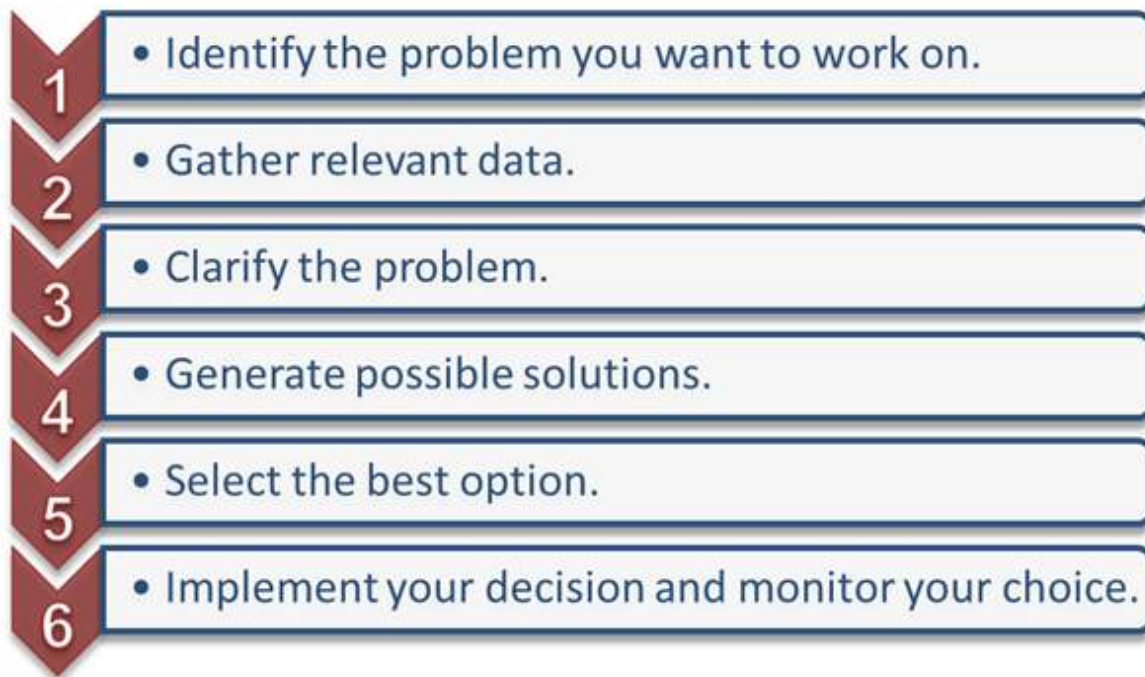 1 • Identify the problem you want to work on.
2 • Gather relevant data.
3 • Clarify the problem.
4 • Generate possible solutions.
5 • Select the best option.
6 • Implement your decision and monitor your choice.